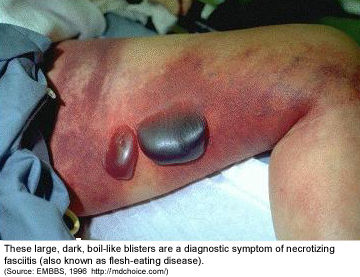 These large, dark, boil-like blisters are a diagnostic symptom of necrotizing
fasciitis (also known as flesh-eating disease).
(Source: EMBBS, 1996  http://mdchoice.com/)